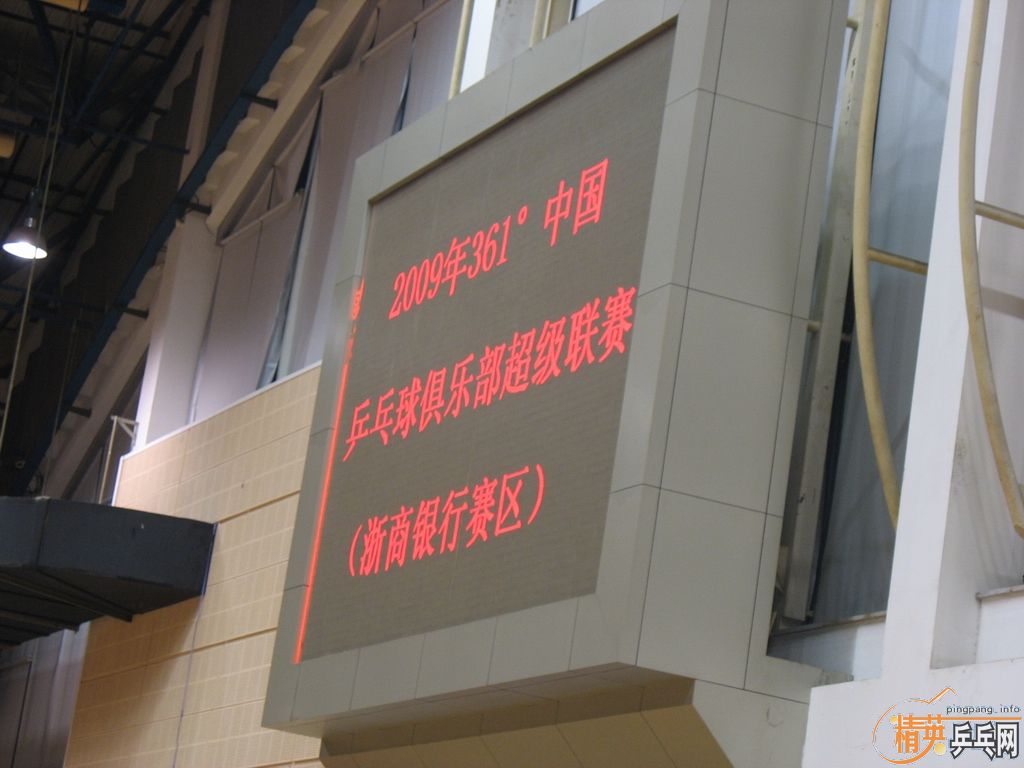 2009年361°中国
乒乓球俱乐部超级联赛
(浙商银行赛区)
pingpang.info
精英乒乓网